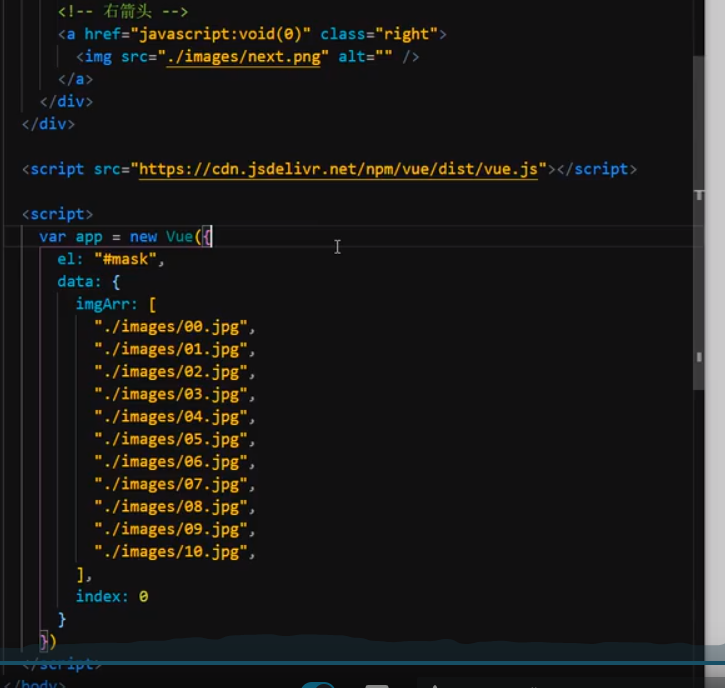 <!-- 右箭头 -->
<a href="javascript:void(0)" class="right">
<img src="./images/next.png" alt="" />
</a>
</div>
</div>
<script src="https://cdn.jsdelivr.net/npm/vue/dist/vue.js"></script>
<script>
var app = new Vue({
el: "#mask",
data: {
imgArr: [
"./images/00.jpg",
"./images/01.jpg",
"./images/02.jpg",
"./images/03.jpg",
"./images/04.jpg",
"./images/05.jpg",
"./images/06.jpg",
"./images/07.jpg",
"./images/08.jpg",
"./images/09.jpg",
"./images/10.jpg",
],
index: 0
}
})
</script>
</body>